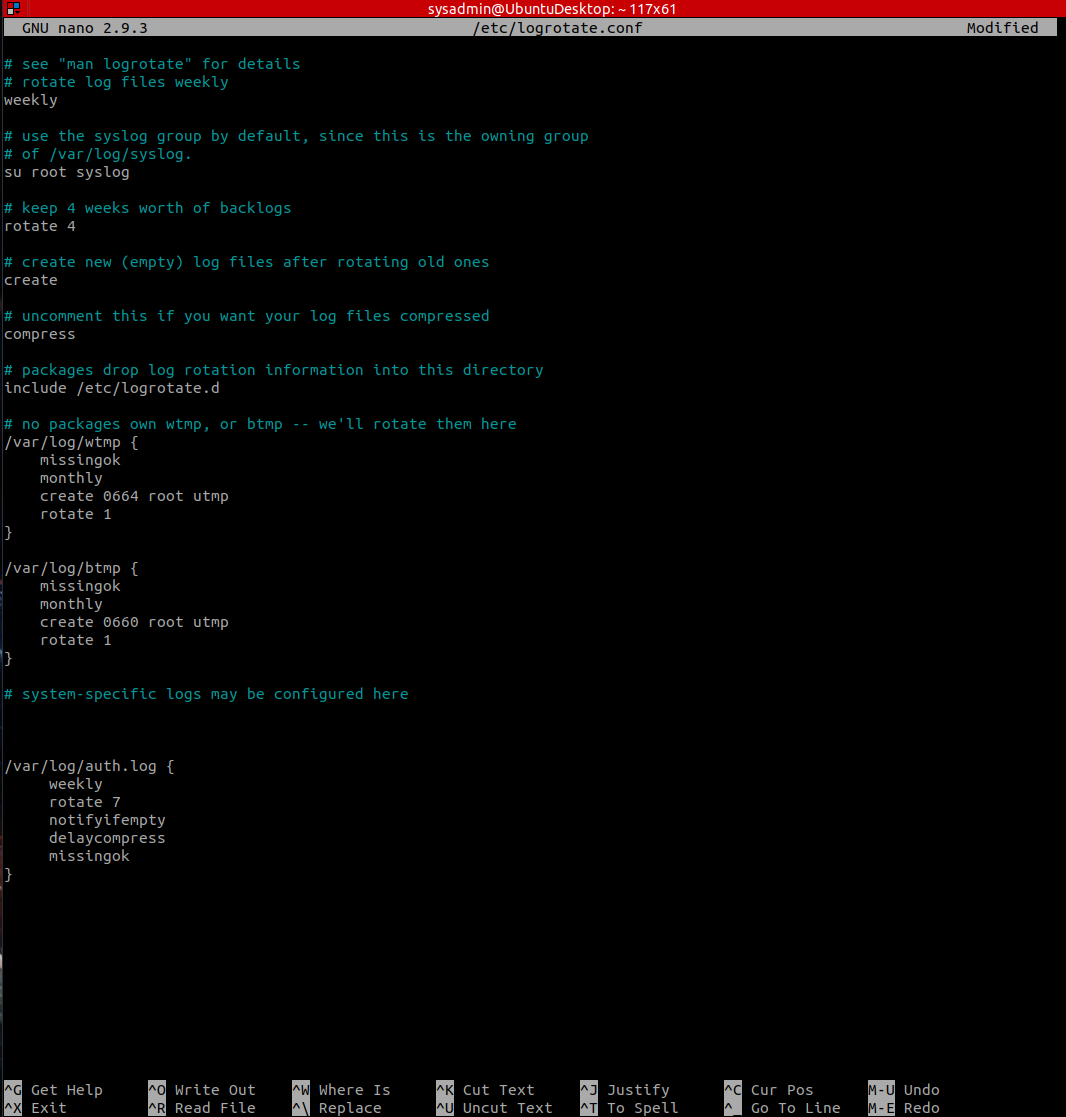 sysadmin@UbuntuDesktop: ~ 117x61
GNU nano 2.9.3 /etc/logrotate.conf Modified
# see "man logrotate" for details
# rotate log files weekly
weekly
# use the syslog group by default, since this is the owning group
# of /var/log/syslog.
su root syslog
# keep 4 weeks worth of backlogs
rotate 4
# create new (empty) log files after rotating old ones
create
# uncomment this if you want your log files compressed
compress
# packages drop log rotation information into this directory
include /etc/logrotate.d
# no packages own wtmp, or btmp -- we'll rotate them here
/var/log/wtmp {
    missingok
    monthly
    create 0664 root utmp
    rotate 1
}
/var/log/btmp {
    missingok
    monthly
    create 0660 root utmp
    rotate 1
}
# system-specific logs may be configured here
/var/log/auth.log {
     weekly
     rotate 7
     notifyifempty
     delaycompress
     missingok
}
^G Get Help ^O Write Out ^W Where Is ^K Cut Text ^J Justify ^C Cur Pos M-U Undo
^X Exit ^R Read File ^\ Replace ^U Uncut Text ^T To Spell ^_ Go To Line M-E Redo